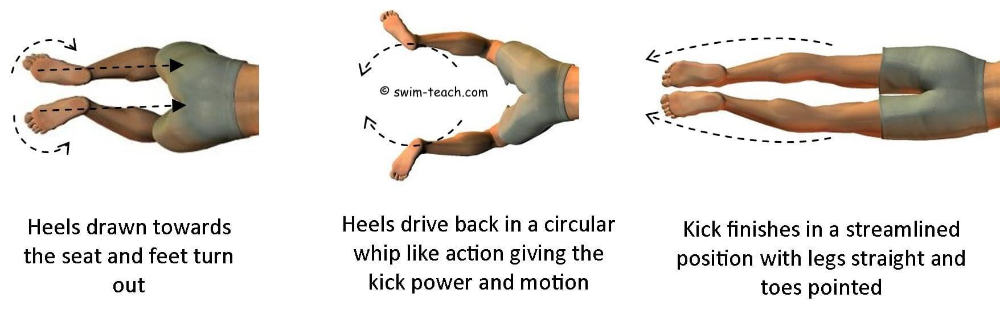 © swim-teach.com
Heels drawn towards
the seat and feet turn
out
Heels drive back in a circular
whip like action giving the
kick power and motion
Kick finishes in a streamlined
position with legs straight and
toes pointed